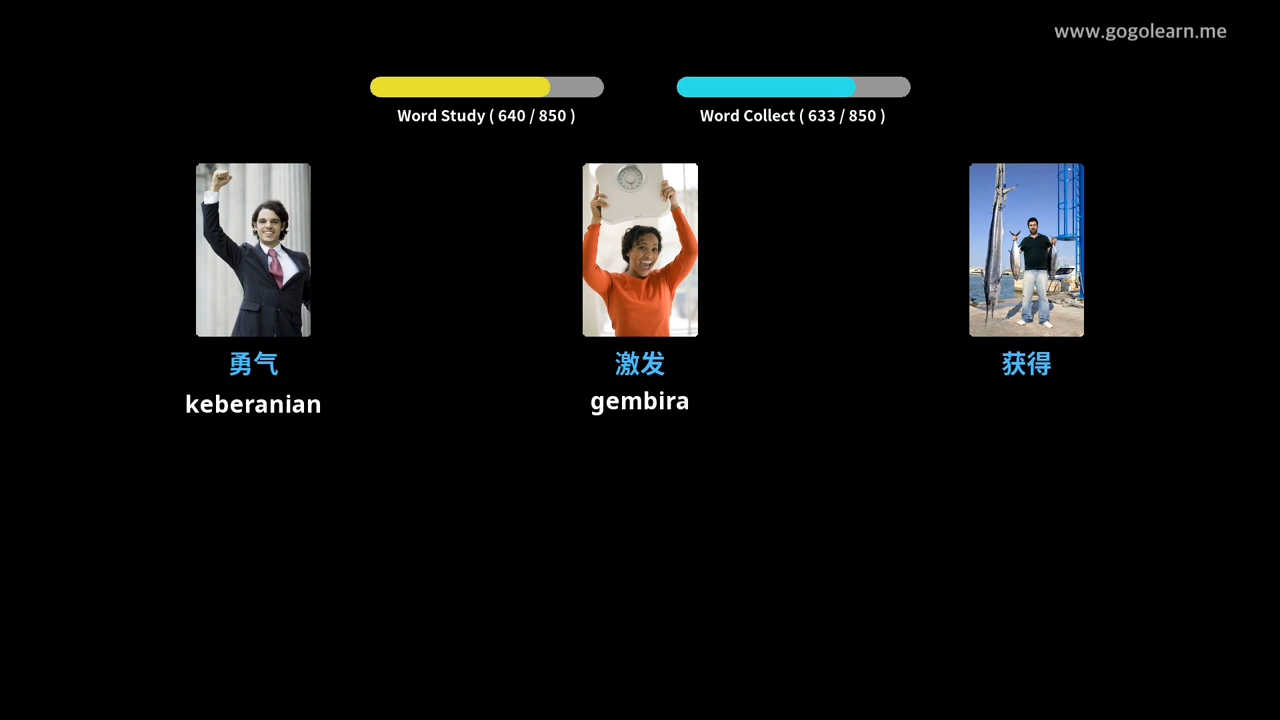 www.gogolearn.me
Word Study ( 640 / 850 )
Word Collect ( 633 / 850 )
勇气
激发
获得
keberanian
gembira